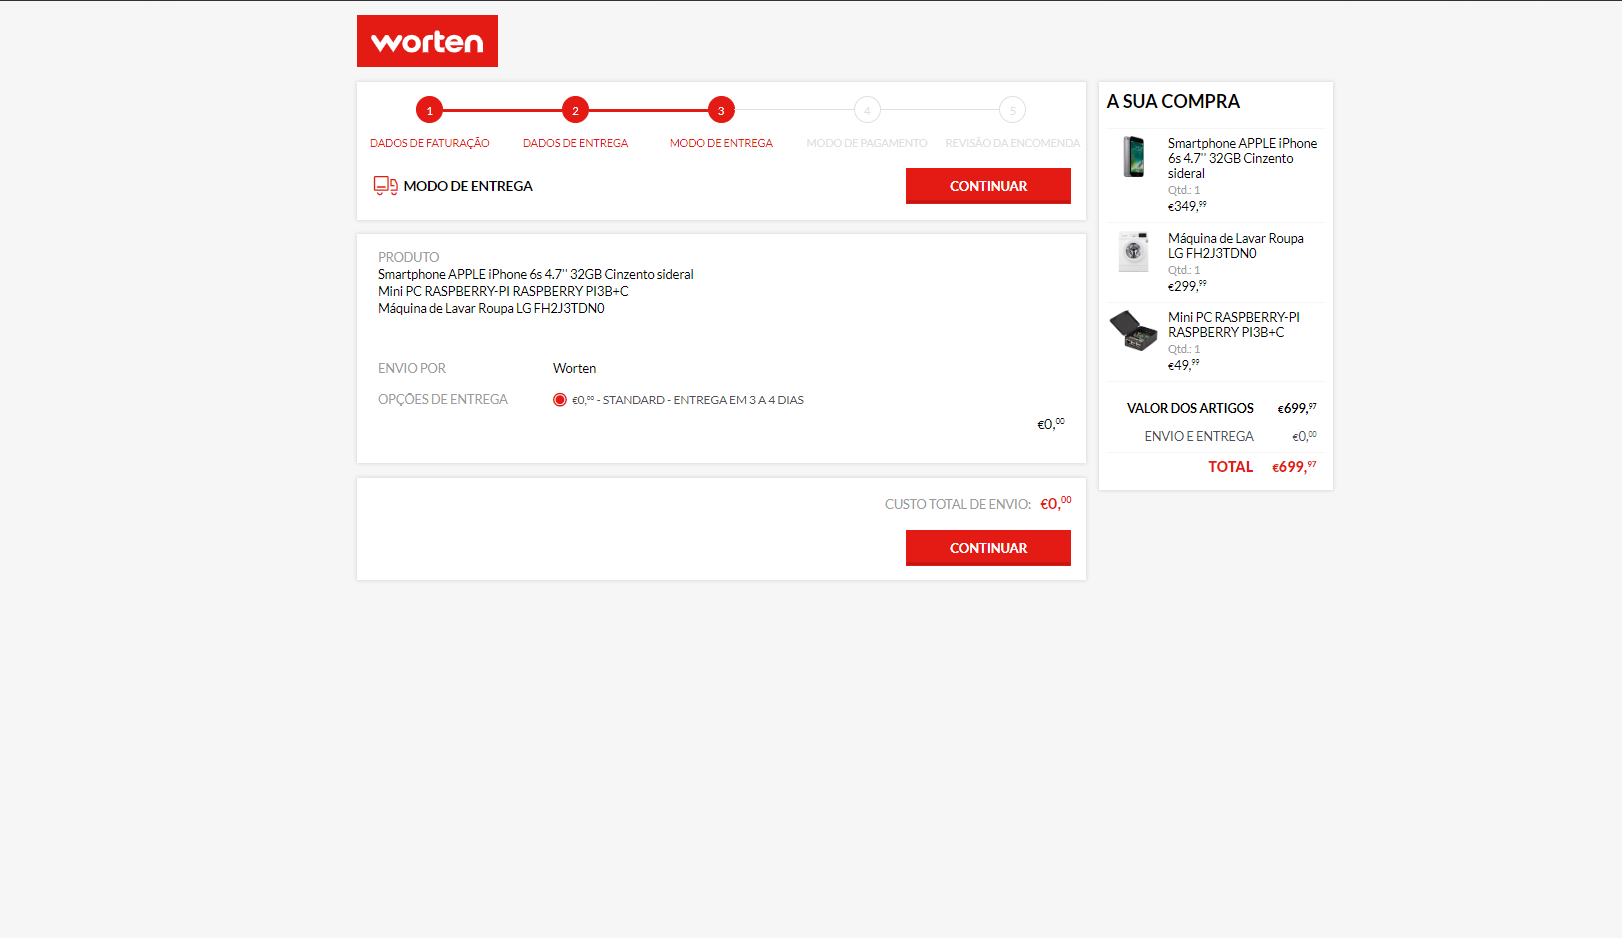 worten
1
2
3
4
5
DADOS DE FATURAÇÃO
DADOS DE ENTREGA
MODO DE ENTREGA
MODO DE PAGAMENTO
REVISÃO DA ENCOMENDA
MODO DE ENTREGA
CONTINUAR
PRODUTO
Smartphone APPLE iPhone 6s 4.7'' 32GB Cinzento sideral
Mini PC RASPBERRY-PI RASPBERRY PI3B+C
Máquina de Lavar Roupa LG FH2J3TDN0
ENVIO POR
Worten
OPÇÕES DE ENTREGA
€0,00 - STANDARD - ENTREGA EM 3 A 4 DIAS
€0,00
CUSTO TOTAL DE ENVIO: €0,00
CONTINUAR
A SUA COMPRA
Smartphone APPLE iPhone
6s 4.7'' 32GB Cinzento
sideral
Qtd.: 1
€349,99
Máquina de Lavar Roupa
LG FH2J3TDN0
Qtd.: 1
€299,99
Mini PC RASPBERRY-PI
RASPBERRY PI3B+C
Qtd.: 1
€49,99
VALOR DOS ARTIGOS €699,97
ENVIO E ENTREGA €0,00
TOTAL €699,97